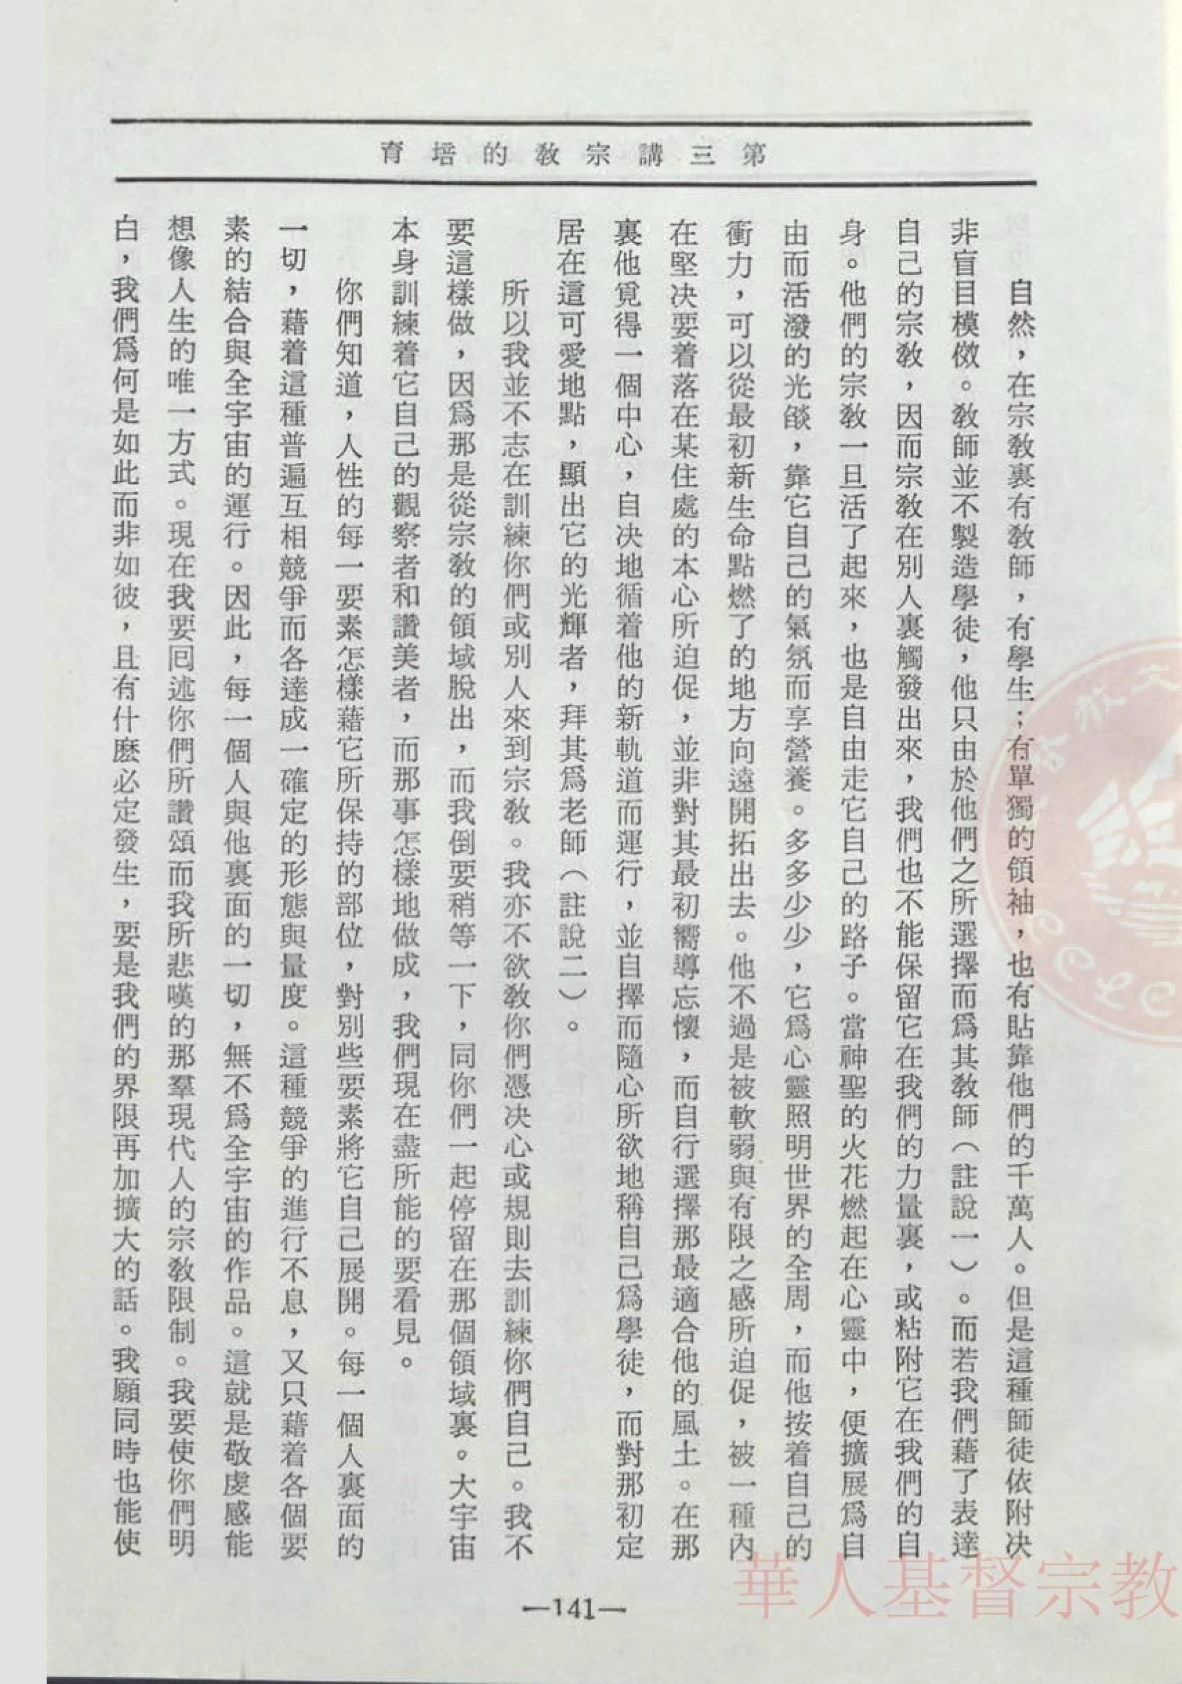 第三講宗教的培育
自然，在宗教裏有教師，有學生；有單獨的領袖，也有貼靠他們的千萬人。但是這種師徒依附决
非盲目模倣。教師並不製造學徒，他只由於他們之所選擇而爲其教師（註說一）。而若我們藉了表達
自己的宗教，因而宗教在別人裏觸發出來，我們也不能保留它在我們的力量裏，或粘附它在我們的自
身。他們的宗教一旦活了起來，也是自由走它自己的路子。當神聖的火花燃起在心靈中，便擴展爲自
由而活潑的光燄，靠它自己的氣氛而享營養。多多少少，它爲心靈照明世界的全周，而他按着自己的
衝力，可以從最初新生命點燃了的地方向遠開拓出去。他不過是被軟弱與有限之感所迫促，被一種內
在堅决要着落在某住處的本心所迫促，並非對其最初嚮導忘懷，而自行選擇那最適合他的風土。在那
裏他覓得一個中心，自决地循着他的新軌道而運行，並自擇而隨心所欲地稱自己爲學徒，而對那初定
居在這可愛地點，顯出它的光輝者，拜其爲老師（註說二）。
所以我並不志在訓練你們或別人來到宗教。我亦不欲教你們憑决心或規則去訓練你們自己。我不
要這樣做，因爲那是從宗教的領域脫出，而我倒要稍等一下，同你們一起停留在那個領域裏。大宇宙
本身訓練着它自己的觀察者和讚美者，而那事怎樣地做成，我們現在盡所能的要看見。
你們知道，人性的每一要素怎樣藉它所保持的部位，對別些要素將它自己展開。每一個人裏面的
一切，藉着這種普遍互相競爭而各達成一確定的形態與量度。這種競爭的進行不息，又只藉着各個要
素的結合與全宇宙的運行。因此，每一個人與他裏面的一切，無不爲全宇宙的作品。這就是敬虔感能
想像人生的唯一方式。現在我要囘述你們所讚頌而我所悲嘆的那羣現代人的宗教限制。我要使你們明
白，我們爲何是如此而非如彼，且有什麽必定發生，要是我們的界限再加擴大的話。我願同時也能使
—141—
華人基督宗教